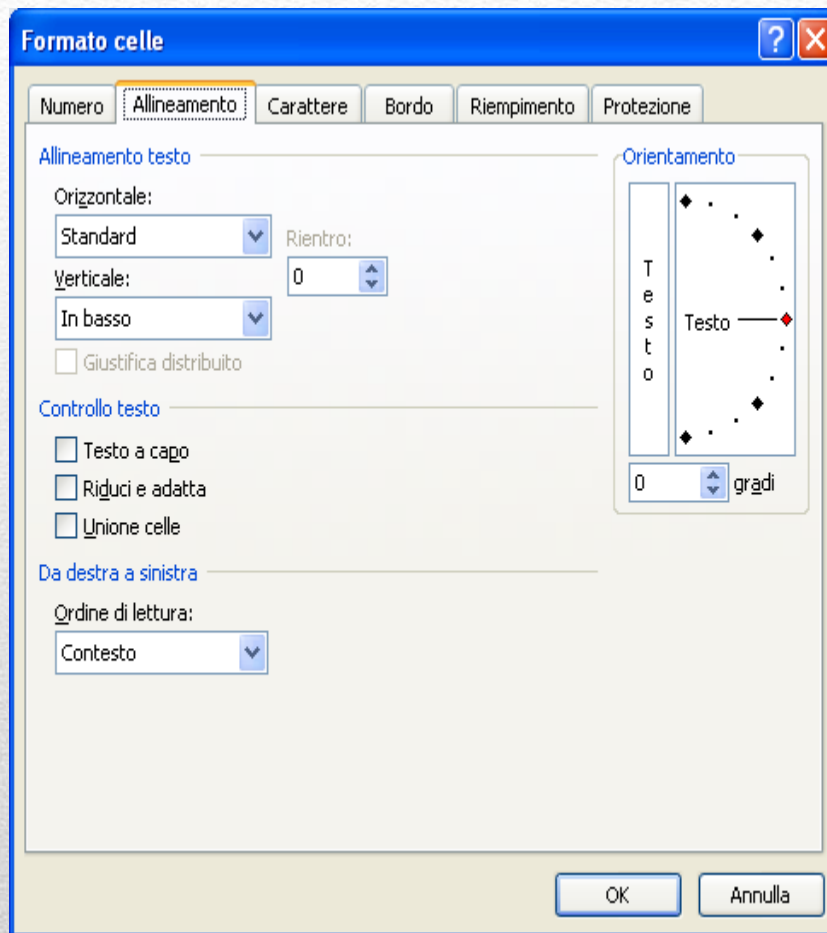 Formato celle
Numero Allineamento Carattere Bordo Riempimento Protezione
Allineamento testo
Orizzontale:
Standard
Rientro:
0
Verticale:
In basso
Giustifica distribuito
Controllo testo
Testo a capo
Riduci e adatta
Unione celle
Da destra a sinistra
Ordine di lettura:
Contesto
Orientamento
T
e
s
t
o
Testo
0 gradi
OK Annulla